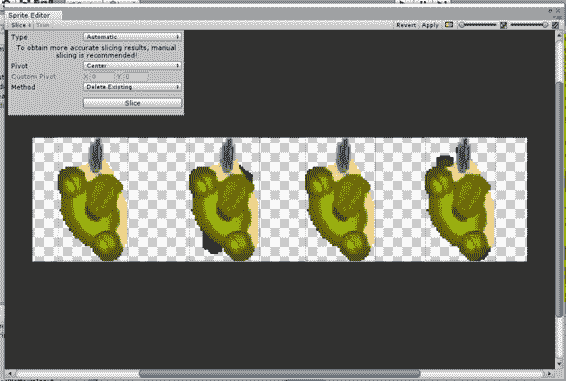 Sprite Editor
Slice Trim Revert Apply
Type Automatic
To obtain more accurate slicing results, manual
slicing is recommended!
Pivot Center
Custom Pivot X 0 Y 0
Method Delete Existing
Slice